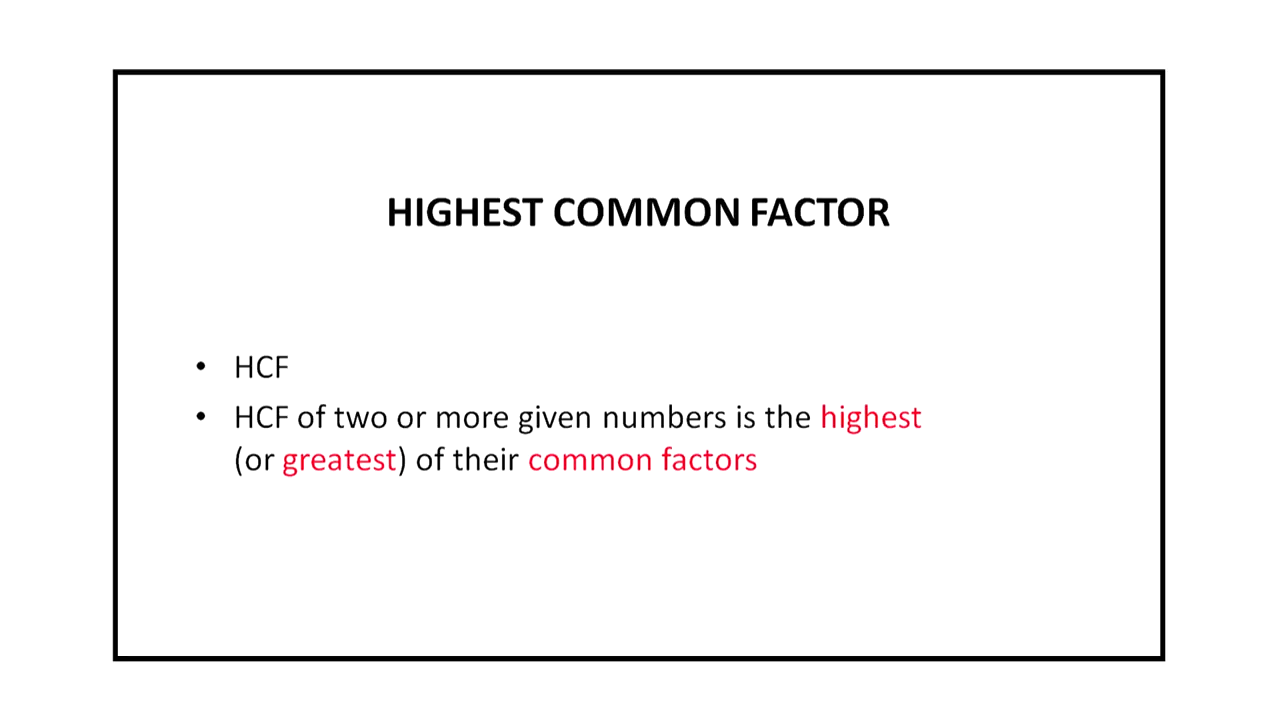 HIGHEST COMMON FACTOR
• HCF
• HCF of two or more given numbers is the highest
(or greatest) of their common factors